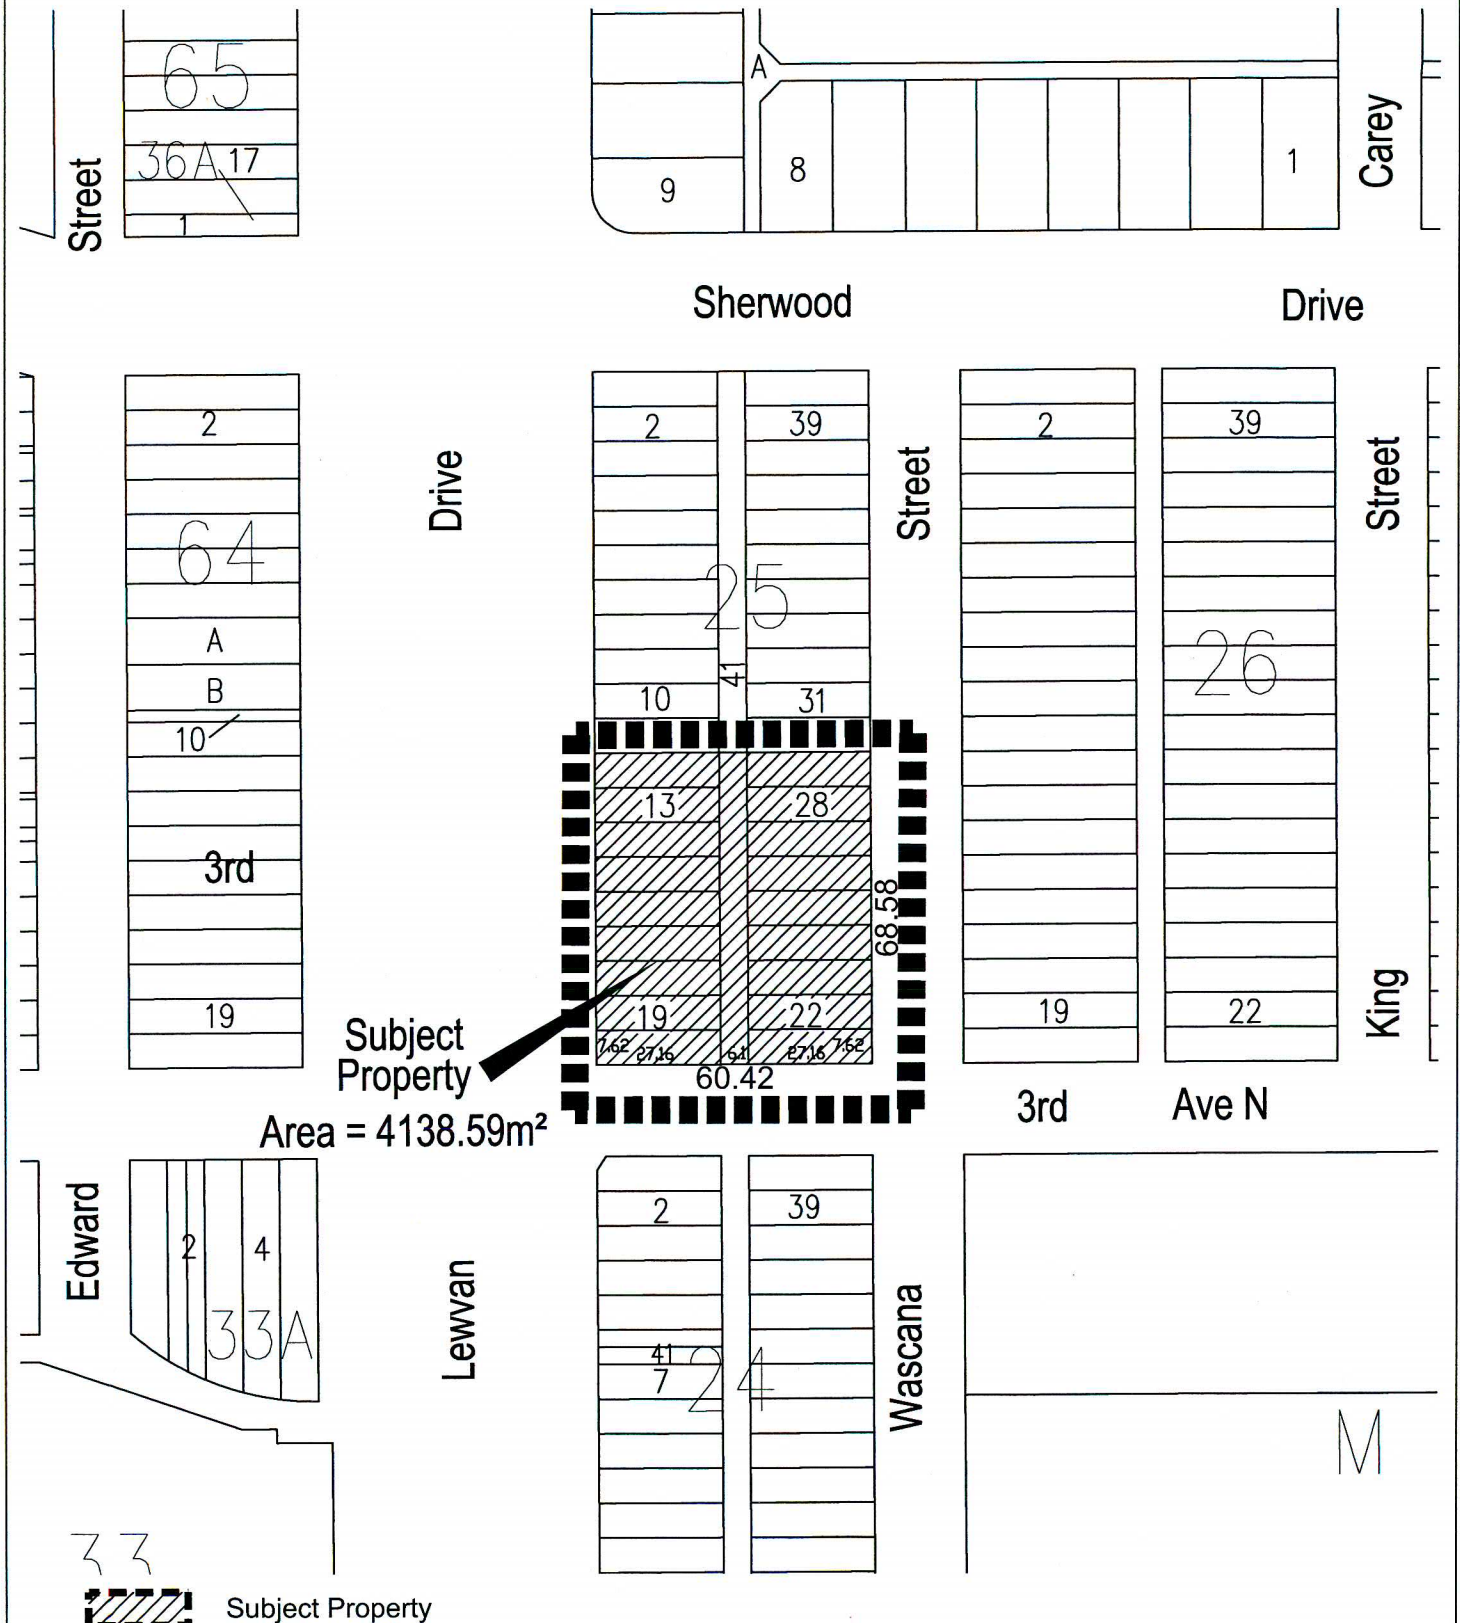 65
36A 17
1
Street
A
9
8
1
Carey
Sherwood
Drive
2
64
A
B
10
3rd
19
Drive
2
39
25
41
10
31
Street
2
39
26
Street
13
28
68.58
19
22
7.62
27.16
6.1
27.16
7.62
60.42
19
22
King
Subject
Property
Area = 4138.59m²
3rd
Ave N
Edward
2
4
33A
Lewvan
2
39
41
7
24
Wascana
M
33
Subject Property